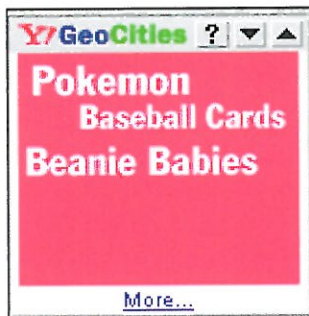 Y! GeoCities ?
Pokemon
Baseball Cards
Beanie Babies
More...